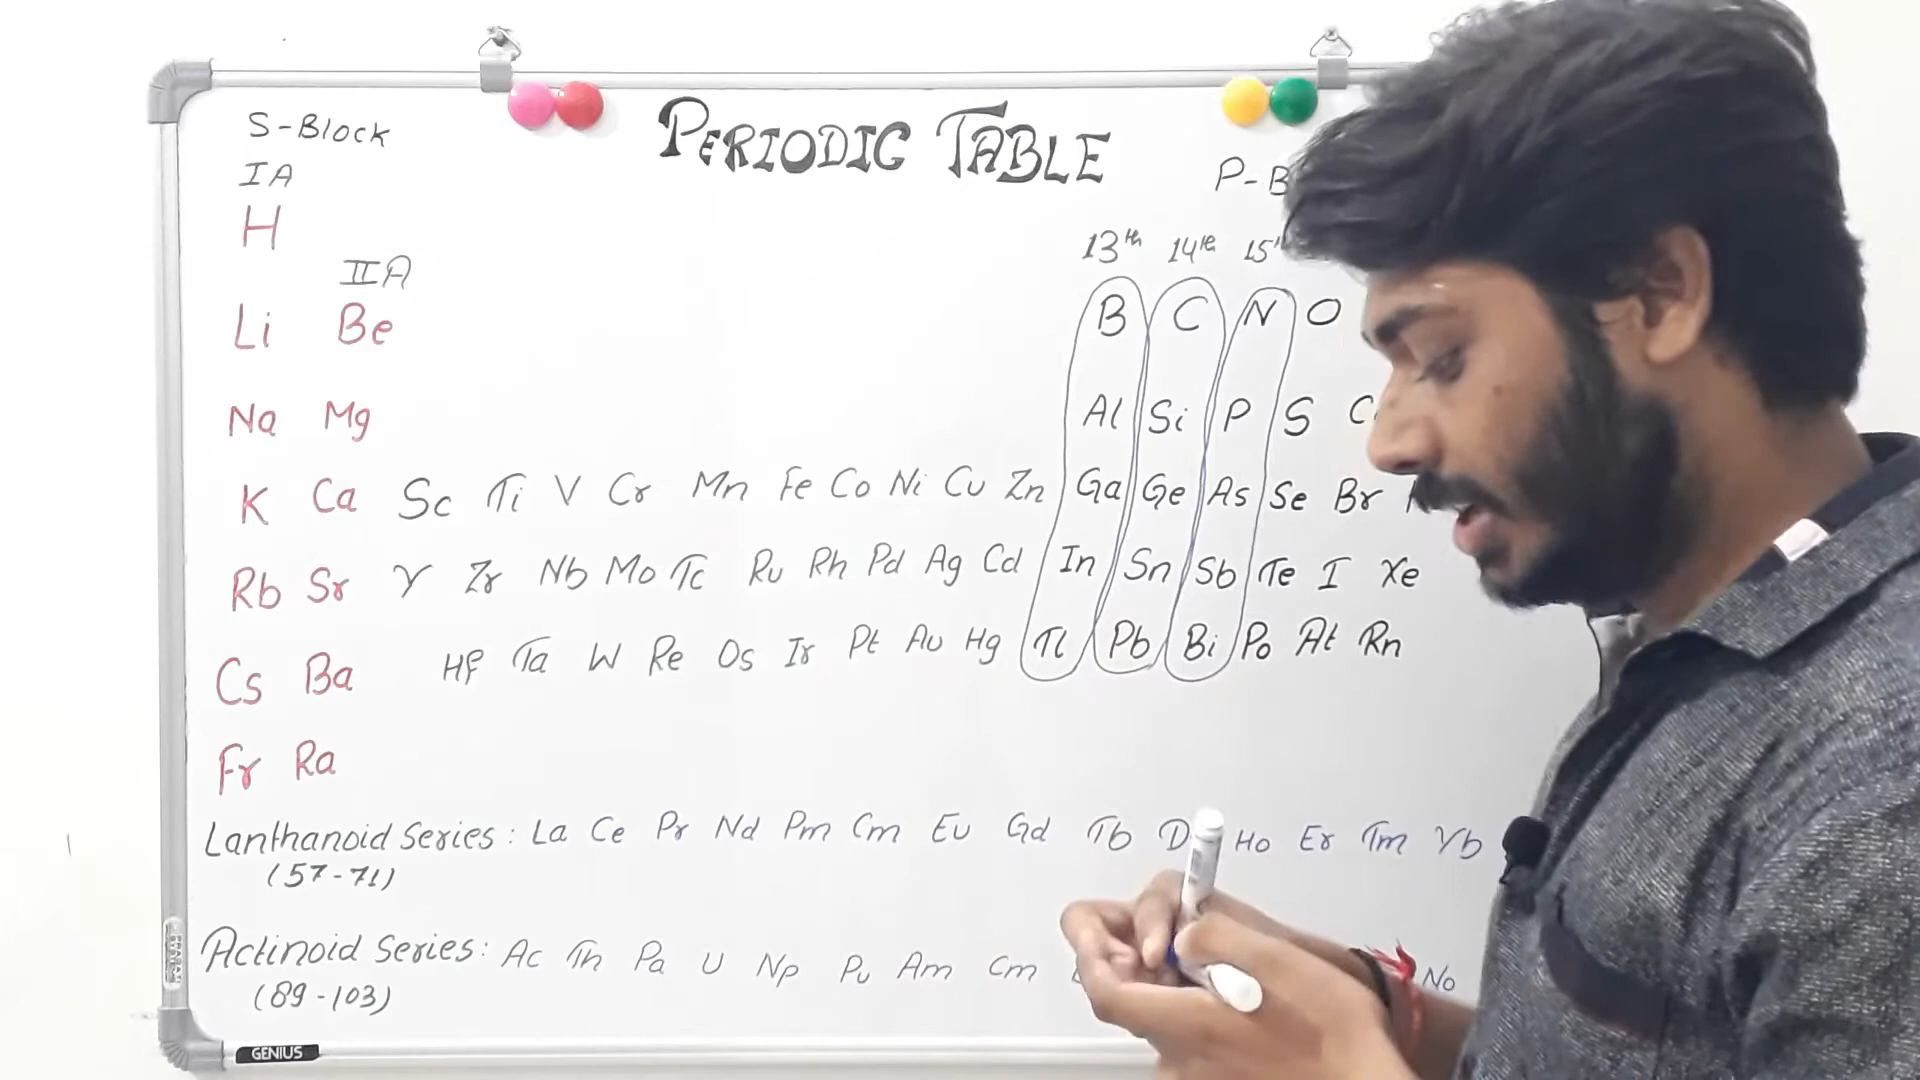 S-Block
PERIODIC TABLE
IA
P-B
H
13th 14th 15
IIA
Li Be B C N O
Na Mg Al Si P S
K Ca Sc Ti V Cr Mn Fe Co Ni Cu Zn Ga Ge As Se Br
Rb Sr Y Zr Nb Mo Tc Ru Rh Pd Ag Cd In Sn Sb Te I Xe
Cs Ba Hf Ta W Re Os Ir Pt Au Hg Tl Pb Bi Po At Rn
Fr Ra
Lanthanoid Series: La Ce Pr Nd Pm Cm Eu Gd Tb D Ho Er Tm Yb
(57-71)
Actinoid Series: Ac Th Pa U Np Pu Am Cm No
(89-103)
GENIUS